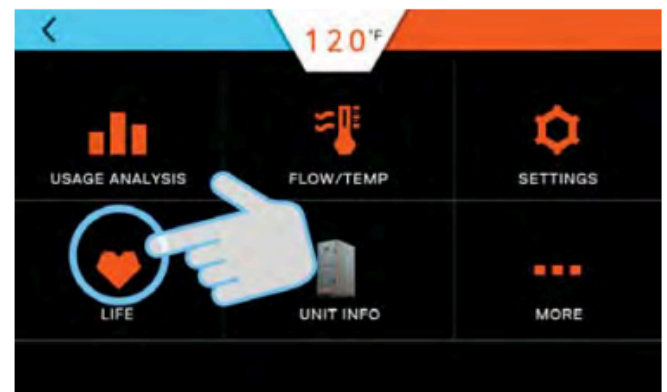 120°F
USAGE ANALYSIS
FLOW/TEMP
SETTINGS
LIFE
UNIT INFO
MORE